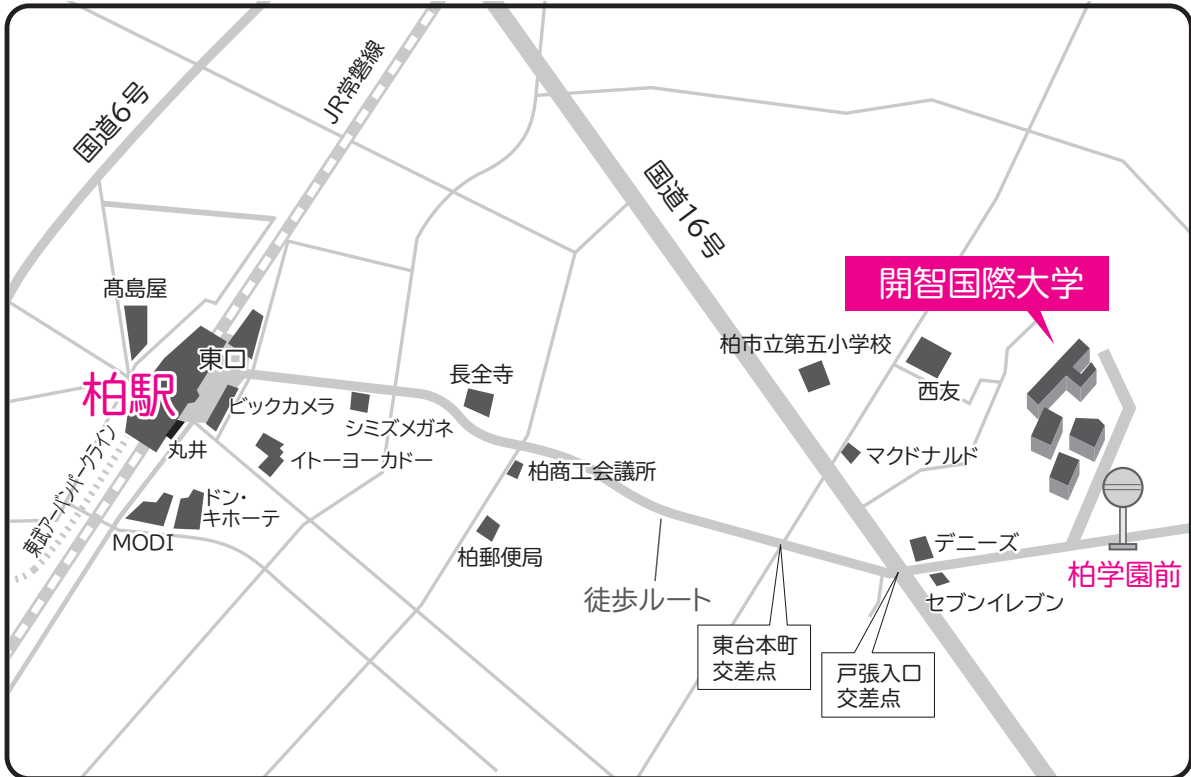 国道6号
JR常磐線
国道16号
開智国際大学
髙島屋
東口
柏駅
ビックカメラ
シミズメガネ
長全寺
柏市立第五小学校
西友
丸井
イトーヨーカドー
柏商工会議所
マクドナルド
東武アーバンパークライン
ドン・
キホーテ
MODI
柏郵便局
徒歩ルート
デニーズ
セブンイレブン
柏学園前
東台本町
交差点
戸張入口
交差点